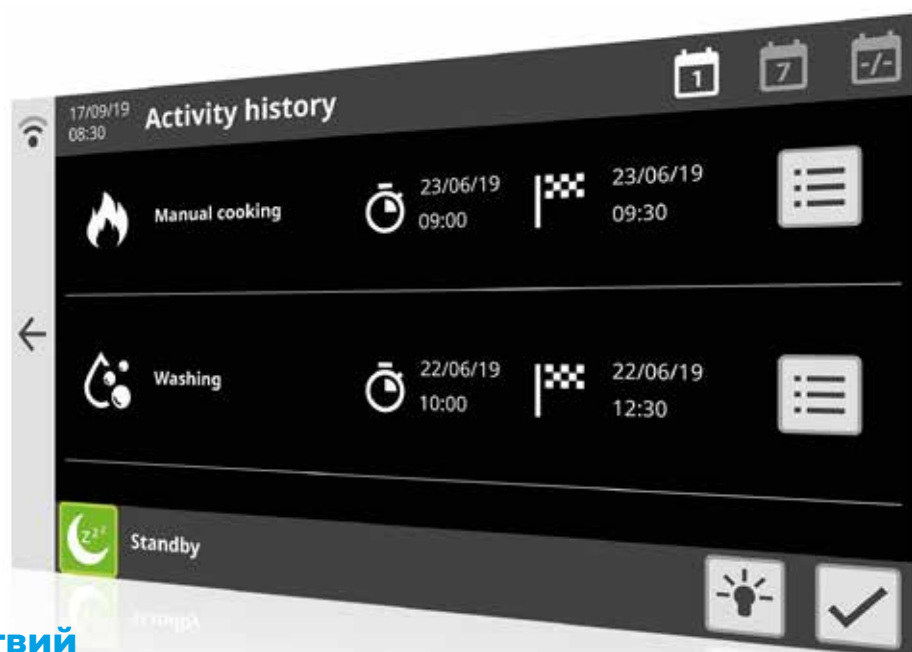 17/09/19
08:30
Activity history
1
7
-/-
Manual cooking
23/06/19
09:00
23/06/19
09:30
Washing
22/06/19
10:00
22/06/19
12:30
zzz
Standby
твий